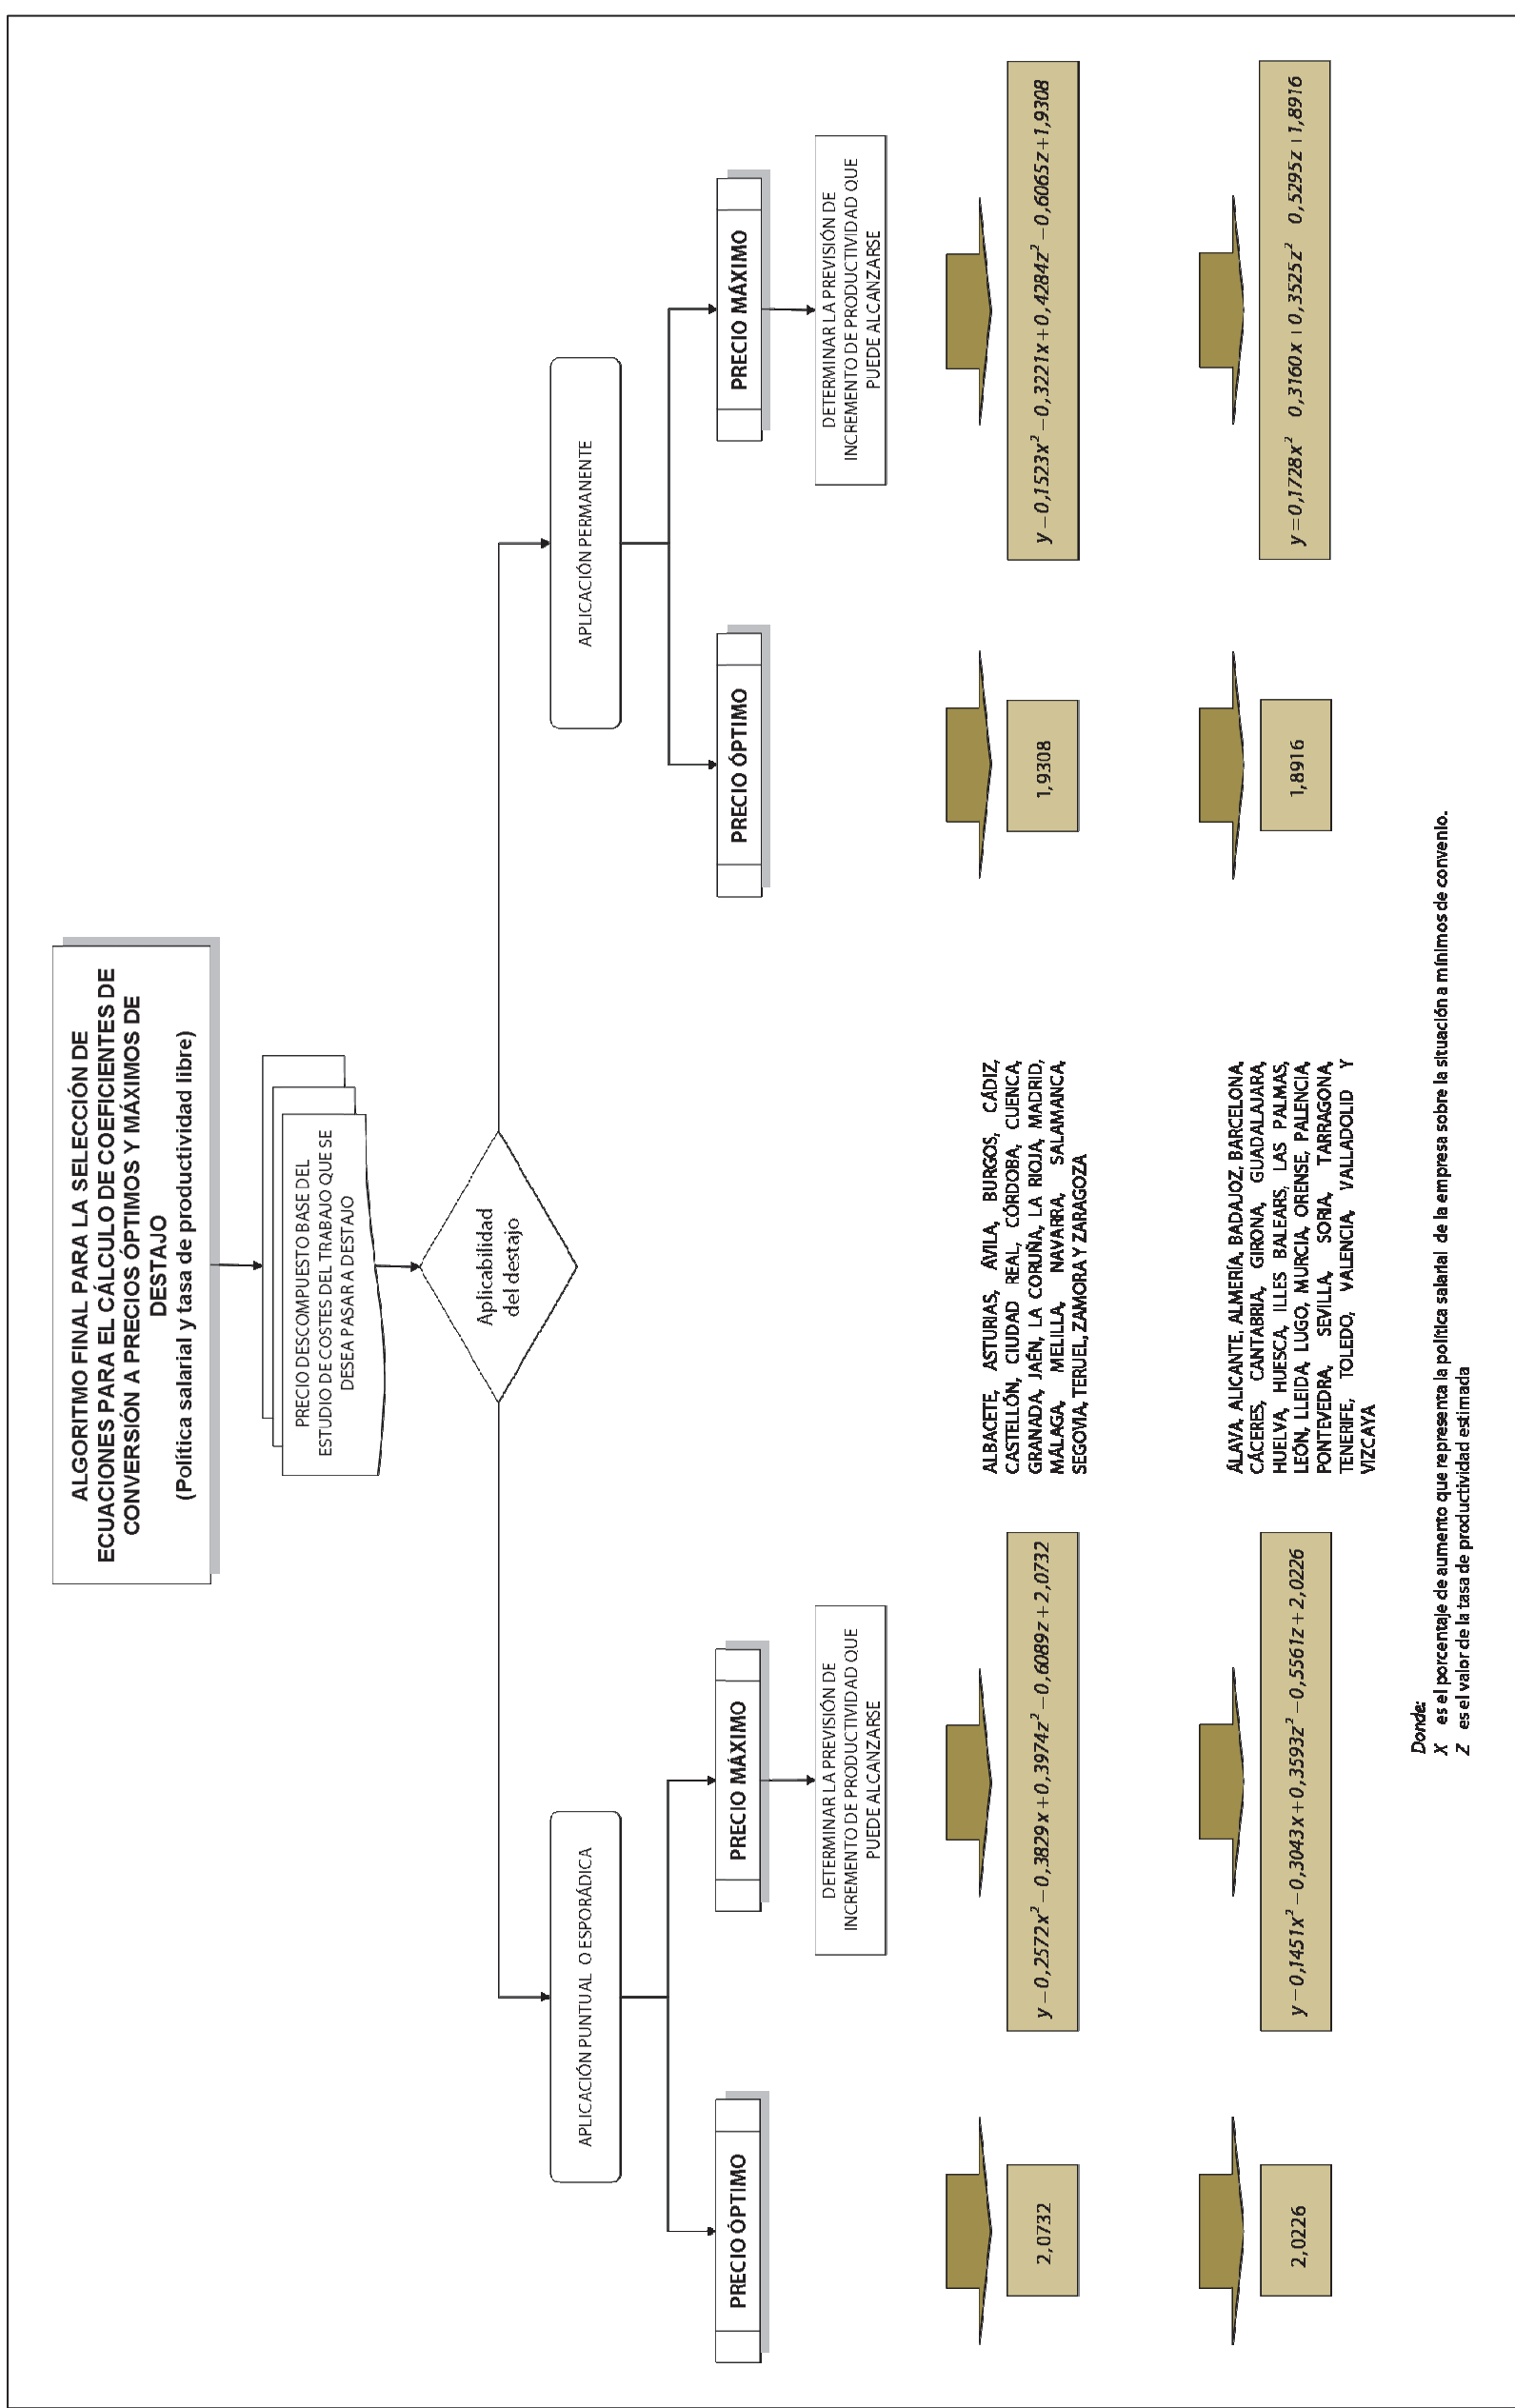 ALGORITMO FINAL PARA LA SELECCIÓN DE
ECUACIONES PARA EL CÁLCULO DE COEFICIENTES DE
CONVERSIÓN A PRECIOS ÓPTIMOS Y MÁXIMOS DE
DESTAJO
(Política salarial y tasa de productividad libre)
PRECIO DESCOMPUESTO BASE DEL
ESTUDIO DE COSTES DEL TRABAJO QUE SE
DESEA PASAR A DESTAJO
Aplicabilidad
del destajo
APLICACIÓN PUNTUAL O ESPORÁDICA
APLICACIÓN PERMANENTE
PRECIO ÓPTIMO
PRECIO MÁXIMO
PRECIO ÓPTIMO
PRECIO MÁXIMO
DETERMINAR LA PREVISIÓN DE
INCREMENTO DE PRODUCTIVIDAD QUE
PUEDE ALCANZARSE
DETERMINAR LA PREVISIÓN DE
INCREMENTO DE PRODUCTIVIDAD QUE
PUEDE ALCANZARSE
2,0732
y – 0,2572x² – 0,3829x + 0,3974z² – 0,6089z + 2,0732
ALBACETE, ASTURIAS, ÁVILA, BURGOS, CÁDIZ,
CASTELLÓN, CIUDAD REAL, CÓRDOBA, CUENCA,
GRANADA, JAÉN, LA CORUÑA, LA RIOJA, MADRID,
MÁLAGA, MELILLA, NAVARRA, SALAMANCA,
SEGOVIA, TERUEL, ZAMORA Y ZARAGOZA
1,9308
y – 0,1523x² – 0,3221x + 0,4284z² – 0,6065z + 1,9308
2,0226
y – 0,1451x² – 0,3043x + 0,3593z² – 0,5561z + 2,0226
ÁLAVA, ALICANTE, ALMERÍA, BADAJOZ, BARCELONA,
CÁCERES, CANTABRIA, GIRONA, GUADALAJARA,
HUELVA, HUESCA, ILLES BALEARS, LAS PALMAS,
LEÓN, LLEIDA, LUGO, MURCIA, ORENSE, PALENCIA,
PONTEVEDRA, SEVILLA, SORIA, TARRAGONA,
TENERIFE, TOLEDO, VALENCIA, VALLADOLID Y
VIZCAYA
1,8916
y = 0,1728x² 0,3160x + 0,3525z² 0,5295z + 1,8916
Donde:
X es el porcentaje de aumento que representa la política salarial de la empresa sobre la situación a mínimos de convenio.
Z es el valor de la tasa de productividad estimada